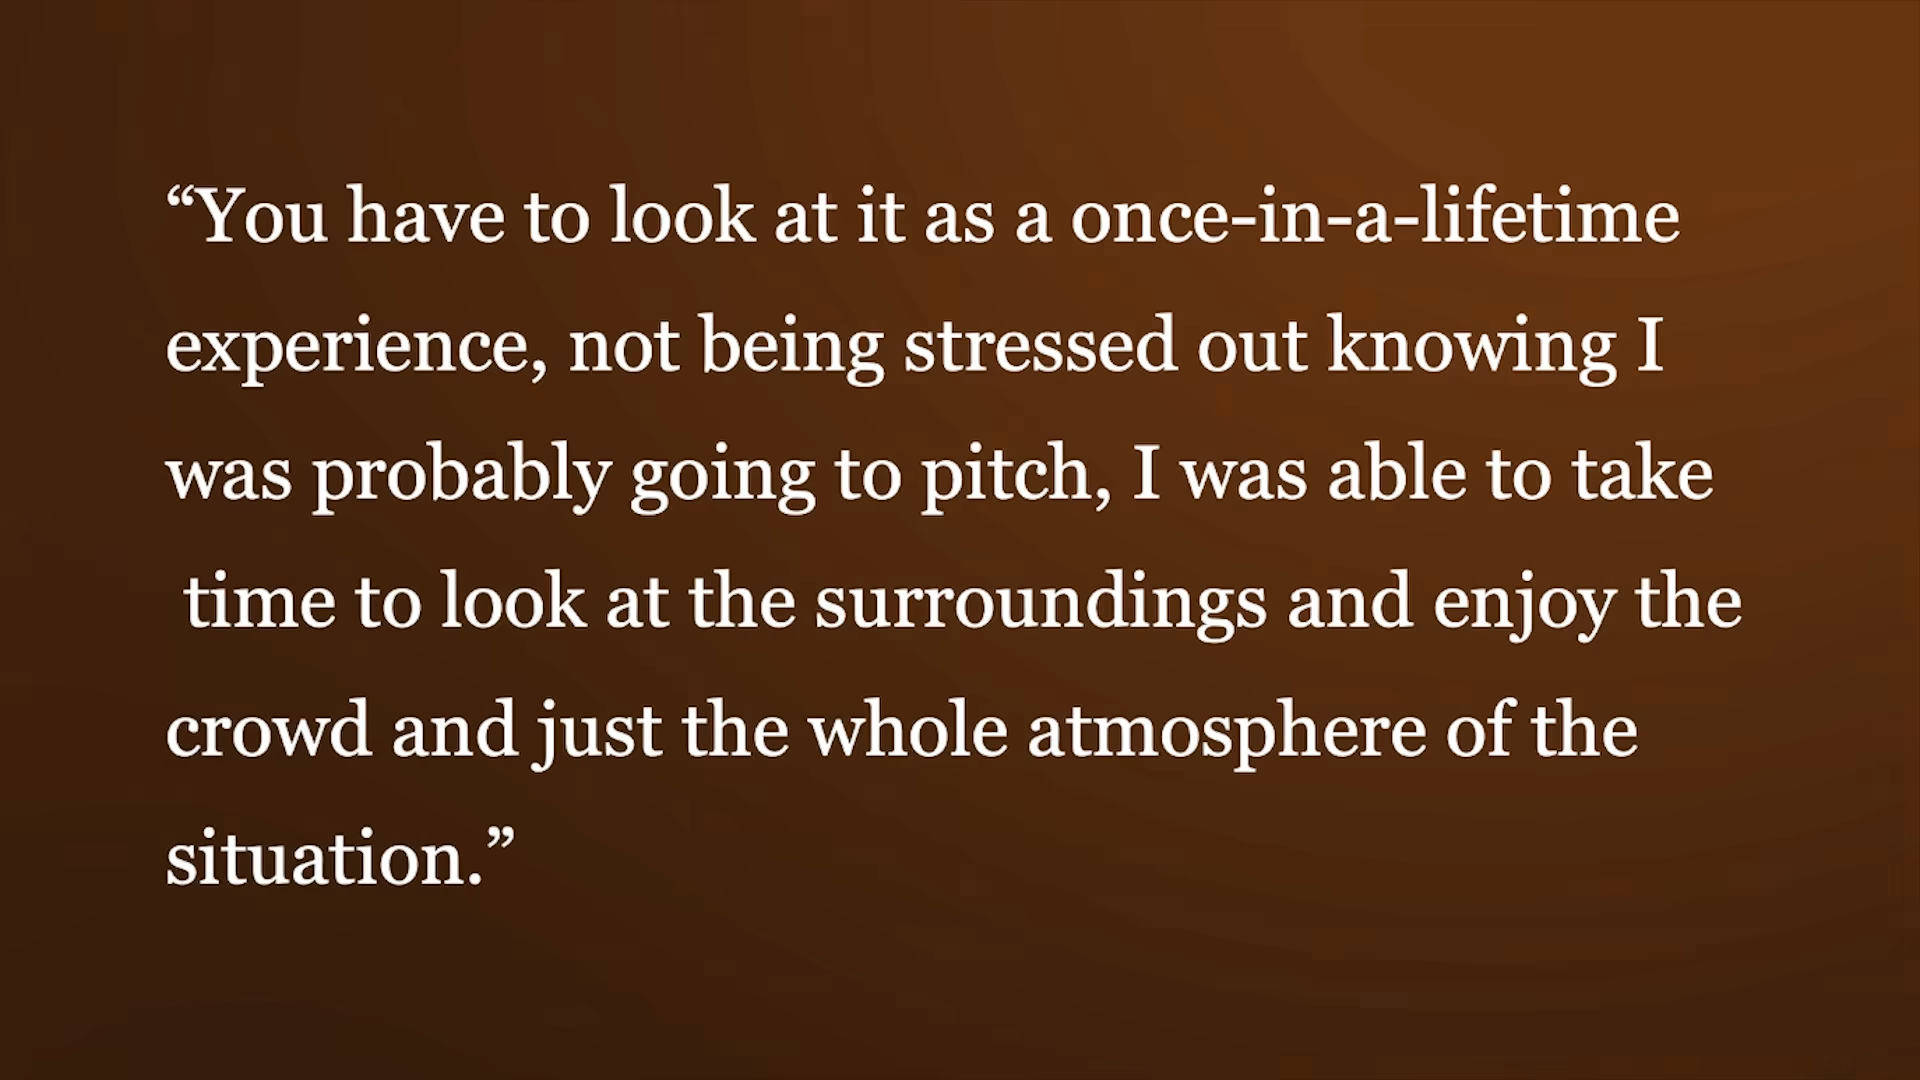 “You have to look at it as a once-in-a-lifetime
experience, not being stressed out knowing I
was probably going to pitch, I was able to take
time to look at the surroundings and enjoy the
crowd and just the whole atmosphere of the
situation.”